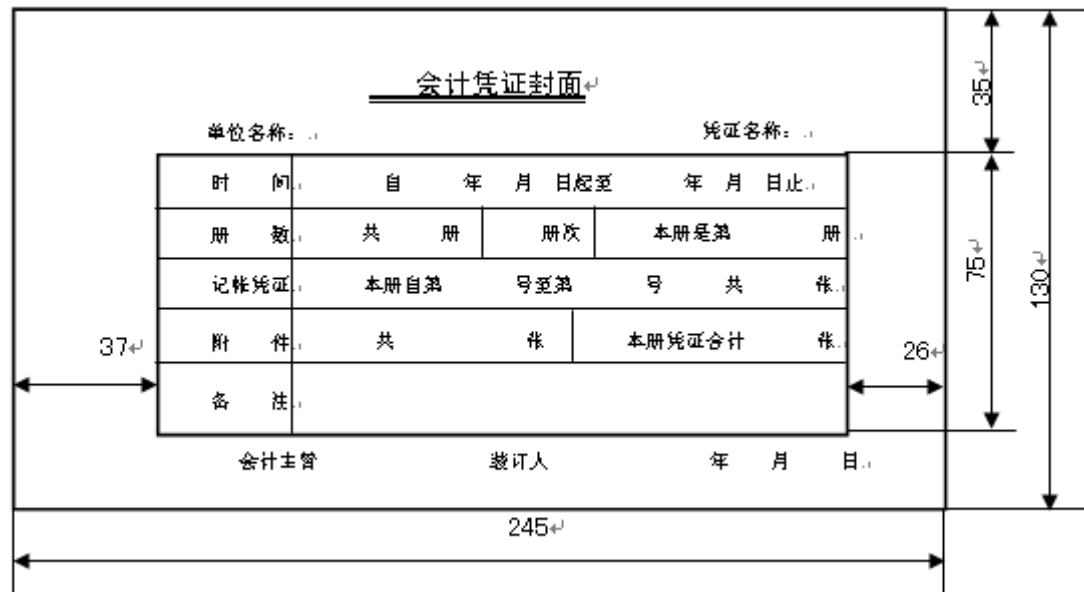 会计凭证封面
单位名称： 凭证名称：
时 间 自 年 月 日起至 年 月 日止
册 数 共 册 册次 本册是第 册
记帐凭证 本册自第 号至第 号 共 张
附 件 共 张 本册凭证合计 张
备 注
会计主管 装订人 年 月 日
35
75
130
37
26
245